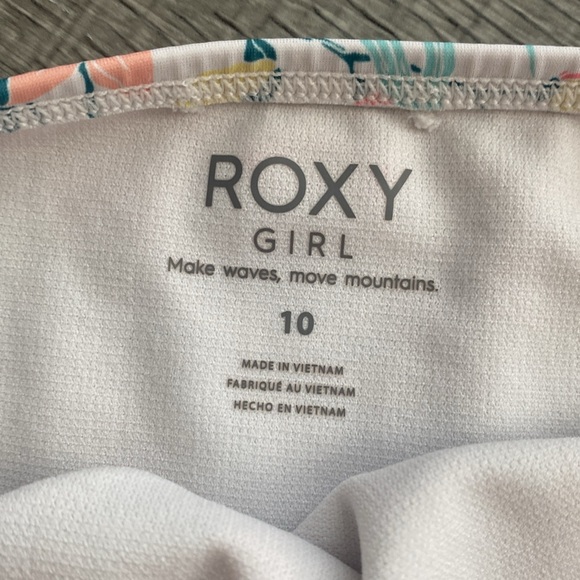 ROXY
GIRL
Make waves, move mountains.
10
MADE IN VIETNAM
FABRIQUÉ AU VIETNAM
HECHO EN VIETNAM